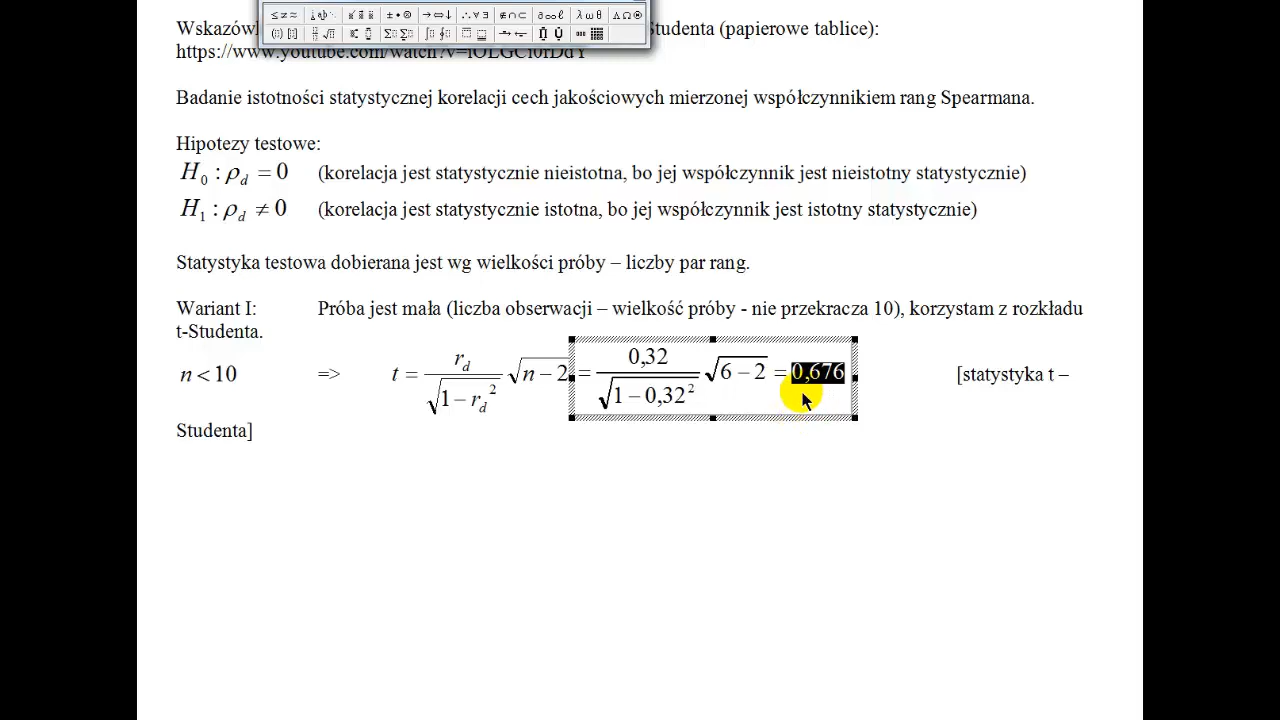 Wskazów Studenta (papierowe tablice):
Badanie istotności statystycznej korelacji cech jakościowych mierzonej współczynnikiem rang Spearmana.
Hipotezy testowe:
H₀ : ρ_d = 0 (korelacja jest statystycznie nieistotna, bo jej współczynnik jest nieistotny statystycznie)
H₁ : ρ_d ≠ 0 (korelacja jest statystycznie istotna, bo jej współczynnik jest istotny statystycznie)
Statystyka testowa dobierana jest wg wielkości próby – liczby par rang.
Wariant I: Próba jest mała (liczba obserwacji – wielkość próby - nie przekracza 10), korzystam z rozkładu
t-Studenta.
n < 10 => t = r_d / √(1 − r_d²) √(n − 2) = 0,32 / √(1 − 0,32²) √(6 − 2) = 0,676 [statystyka t –
Studenta]